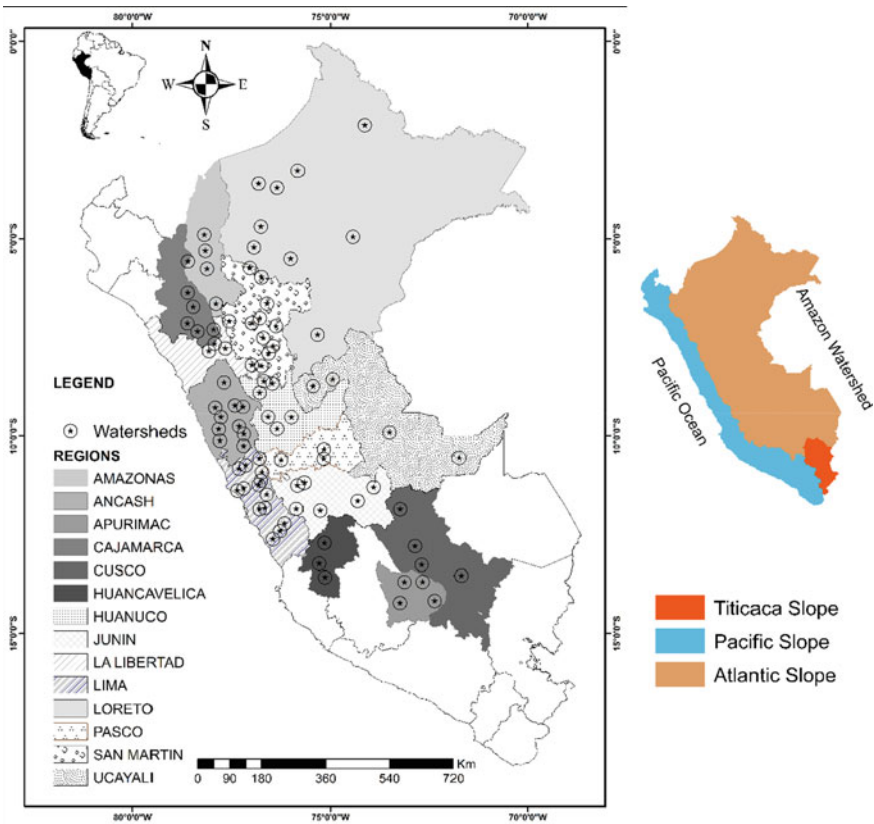 80°0'0"W 75°0'0"W 70°0'0"W
0°0'0"
5°0'0"S
10°0'0"S
15°0'0"S
N
W E
S
0°0'0"
5°0'0"S
10°0'0"S
15°0'0"S
LEGEND
Watersheds
REGIONS
AMAZONAS
ANCASH
APURIMAC
CAJAMARCA
CUSCO
HUANCAVELICA
HUANUCO
JUNIN
LA LIBERTAD
LIMA
LORETO
PASCO
SAN MARTIN
UCAYALI
Km
0 45 90 180 360 540 720
80°0'0"W 75°0'0"W 70°0'0"W
Amazon Watershed
Pacific Ocean
Titicaca Slope
Pacific Slope
Atlantic Slope